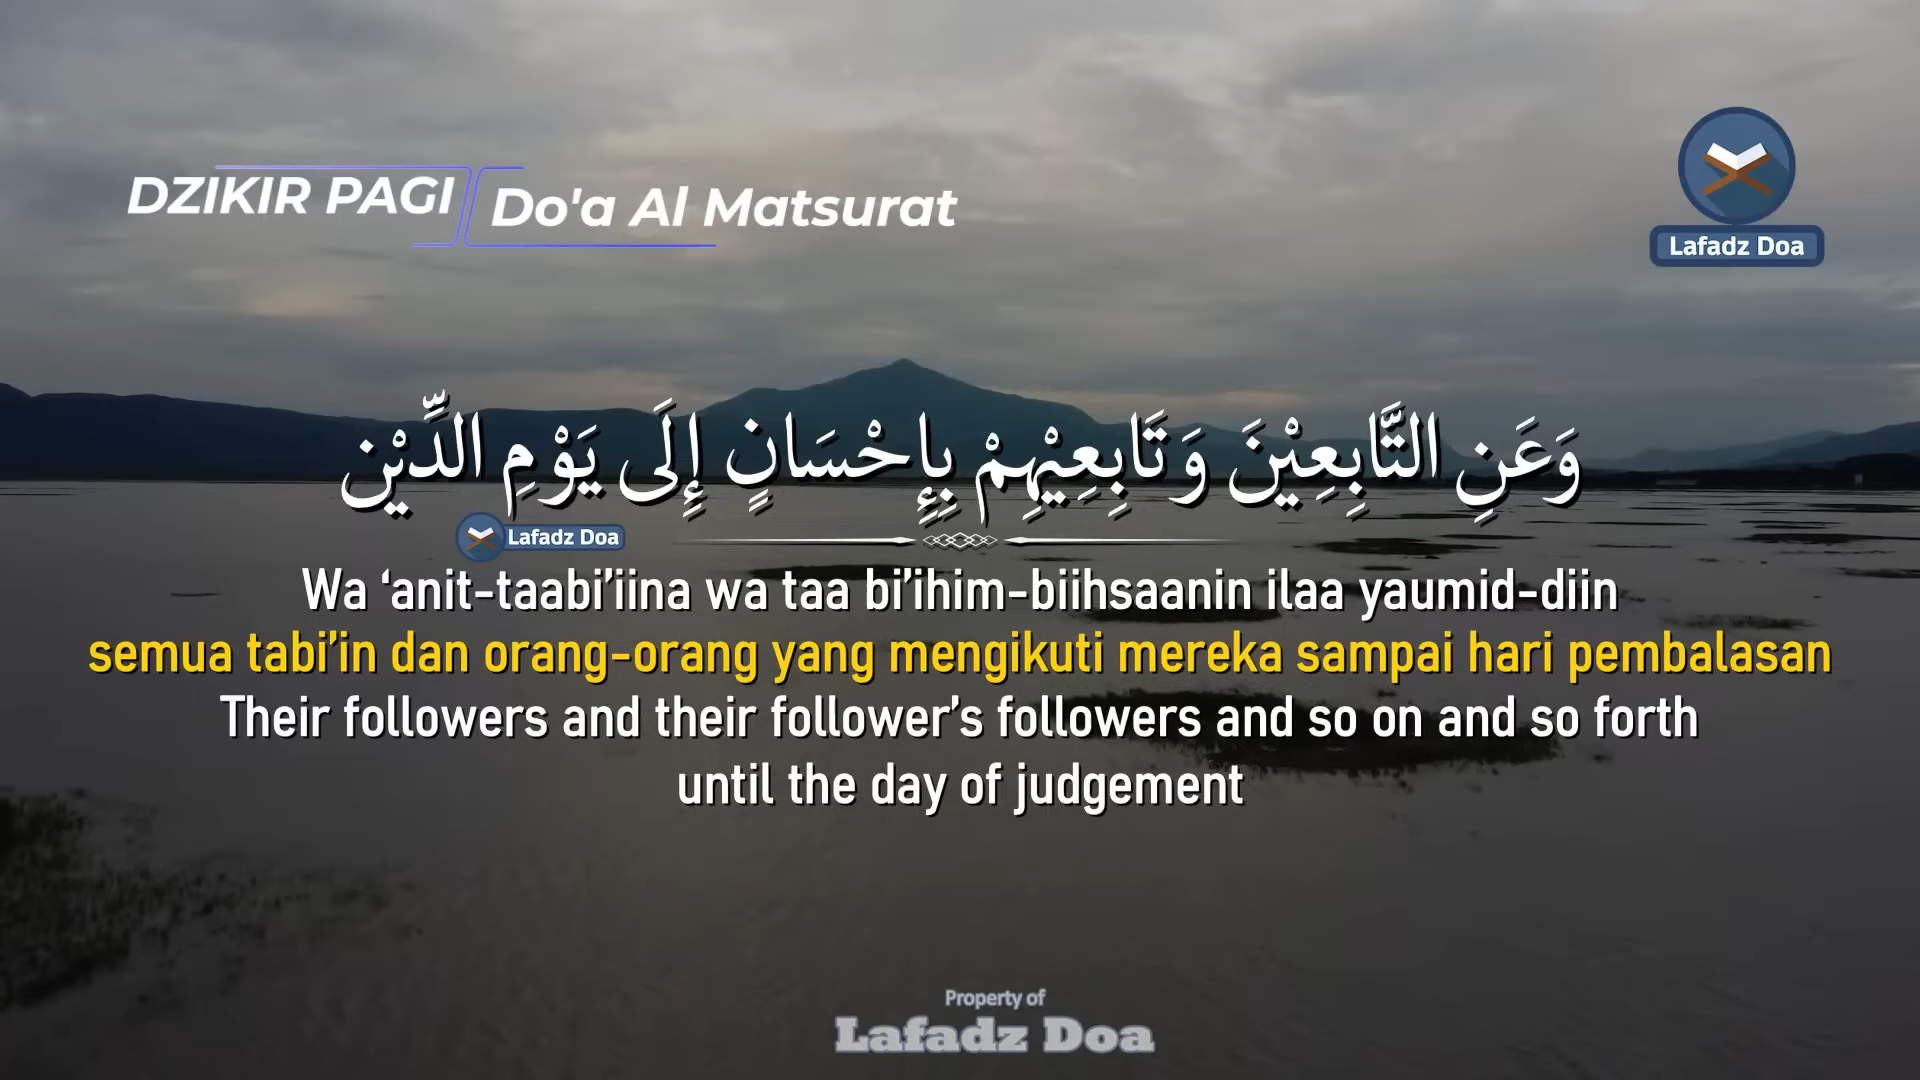 DZIKIR PAGI Do'a Al Matsurat
Lafadz Doa
وَعَنِ التَّابِعِيْنَ وَتَابِعِيْهِمْ بِإِحْسَانٍ إِلَى يَوْمِ الدِّيْنِ
Lafadz Doa
Wa ‘anit-taabi’iina wa taa bi’ihim-biihsaanin ilaa yaumid-diin
semua tabi’in dan orang-orang yang mengikuti mereka sampai hari pembalasan
Their followers and their follower’s followers and so on and so forth
until the day of judgement
Property of
Lafadz Doa